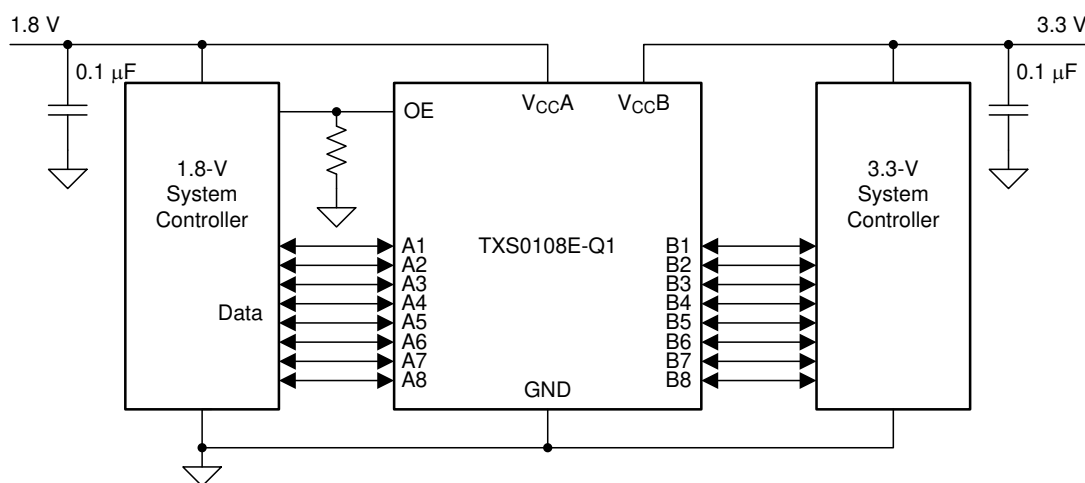 1.8 V
3.3 V
0.1 μF
0.1 μF
OE
VCCA
VCCB
1.8-V
System
Controller
3.3-V
System
Controller
TXS0108E-Q1
Data
A1
A2
A3
A4
A5
A6
A7
A8
B1
B2
B3
B4
B5
B6
B7
B8
GND